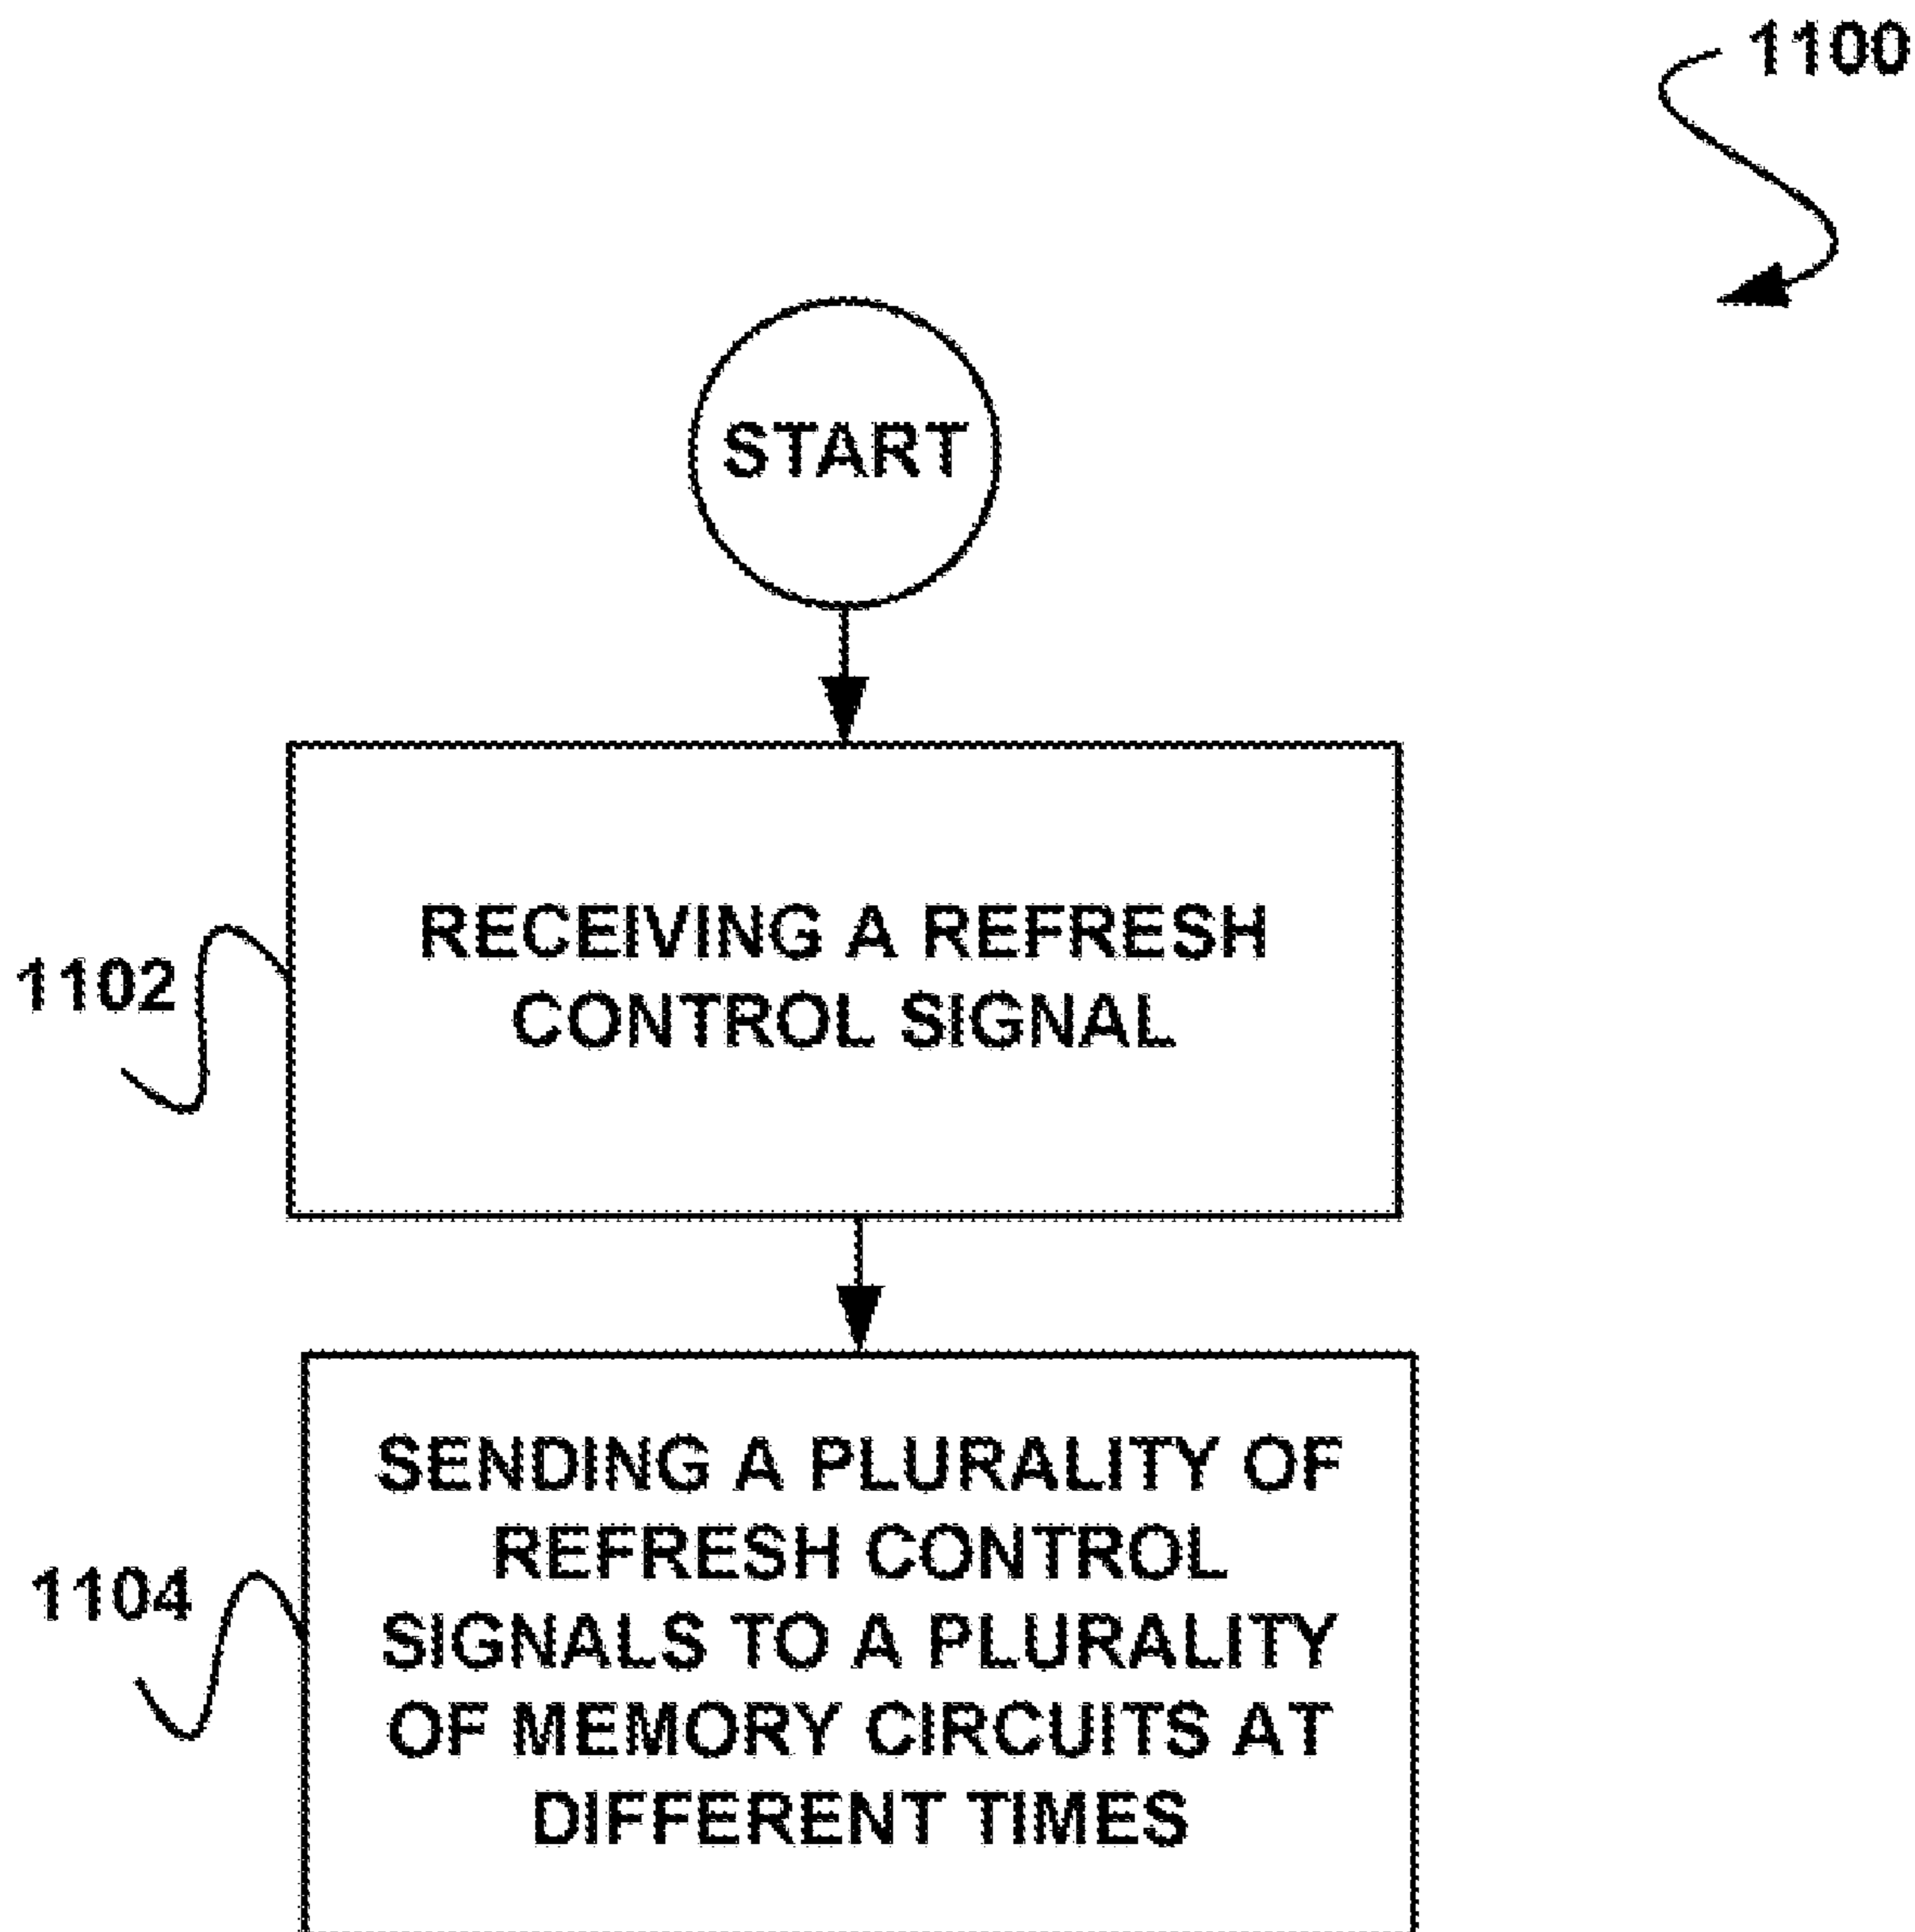 1100
START
RECEIVING A REFRESH
CONTROL SIGNAL
1102
SENDING A PLURALITY OF
REFRESH CONTROL
SIGNALS TO A PLURALITY
OF MEMORY CIRCUITS AT
DIFFERENT TIMES
1104